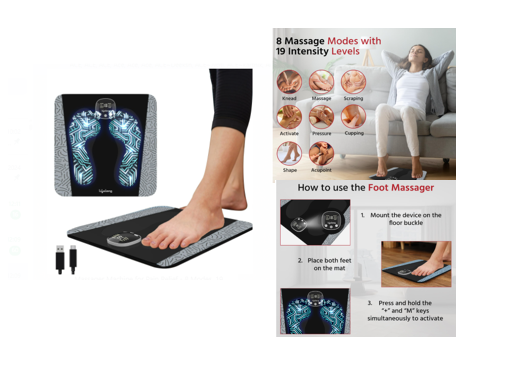 8 Massage Modes with
19 Intensity Levels
Knead
Massage
Scraping
Activate
Pressure
Cupping
Shape
Acupoint
How to use the Foot Massager
1. Mount the device on the
floor buckle
2. Place both feet
on the mat
3. Press and hold the
"+" and "M" keys
simultaneously to activate